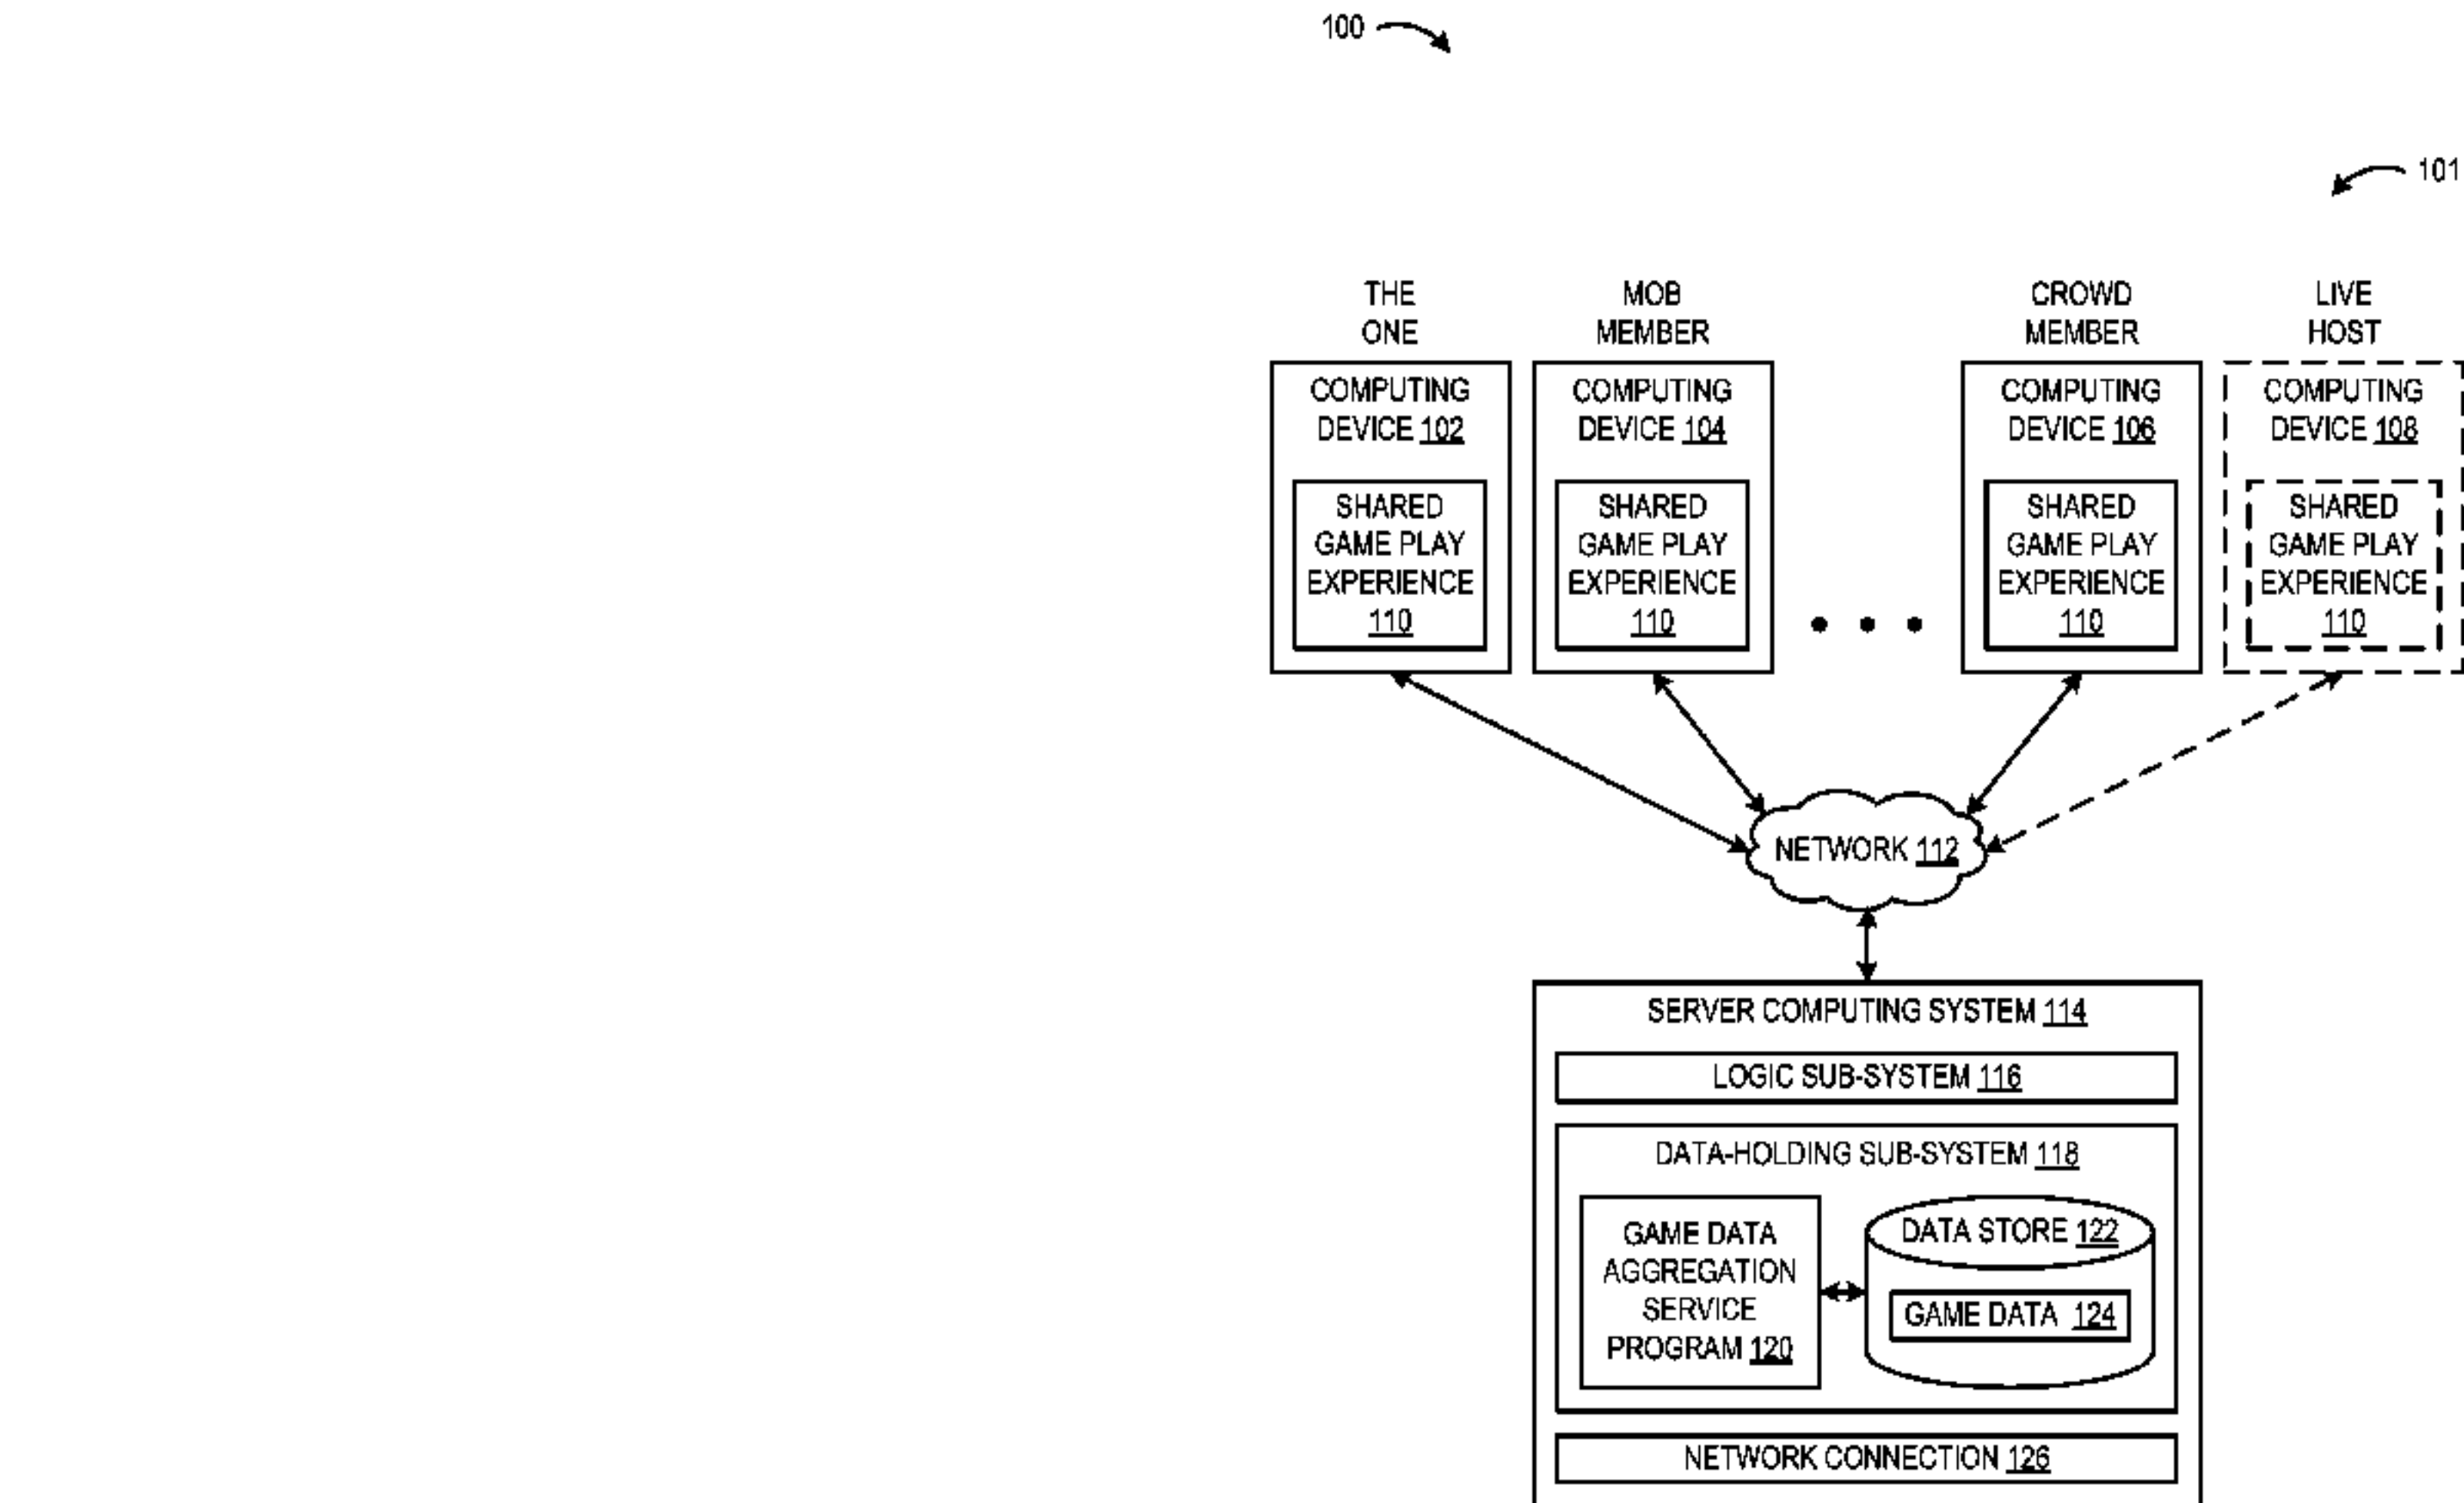 100
101
THE
ONE
MOB
MEMBER
CROWD
MEMBER
LIVE
HOST
COMPUTING
DEVICE 102
SHARED
GAME PLAY
EXPERIENCE
110
COMPUTING
DEVICE 104
SHARED
GAME PLAY
EXPERIENCE
110
COMPUTING
DEVICE 106
SHARED
GAME PLAY
EXPERIENCE
110
COMPUTING
DEVICE 108
SHARED
GAME PLAY
EXPERIENCE
110
NETWORK 112
SERVER COMPUTING SYSTEM 114
LOGIC SUB-SYSTEM 116
DATA-HOLDING SUB-SYSTEM 118
GAME DATA
AGGREGATION
SERVICE
PROGRAM 120
DATA STORE 122
GAME DATA 124
NETWORK CONNECTION 126